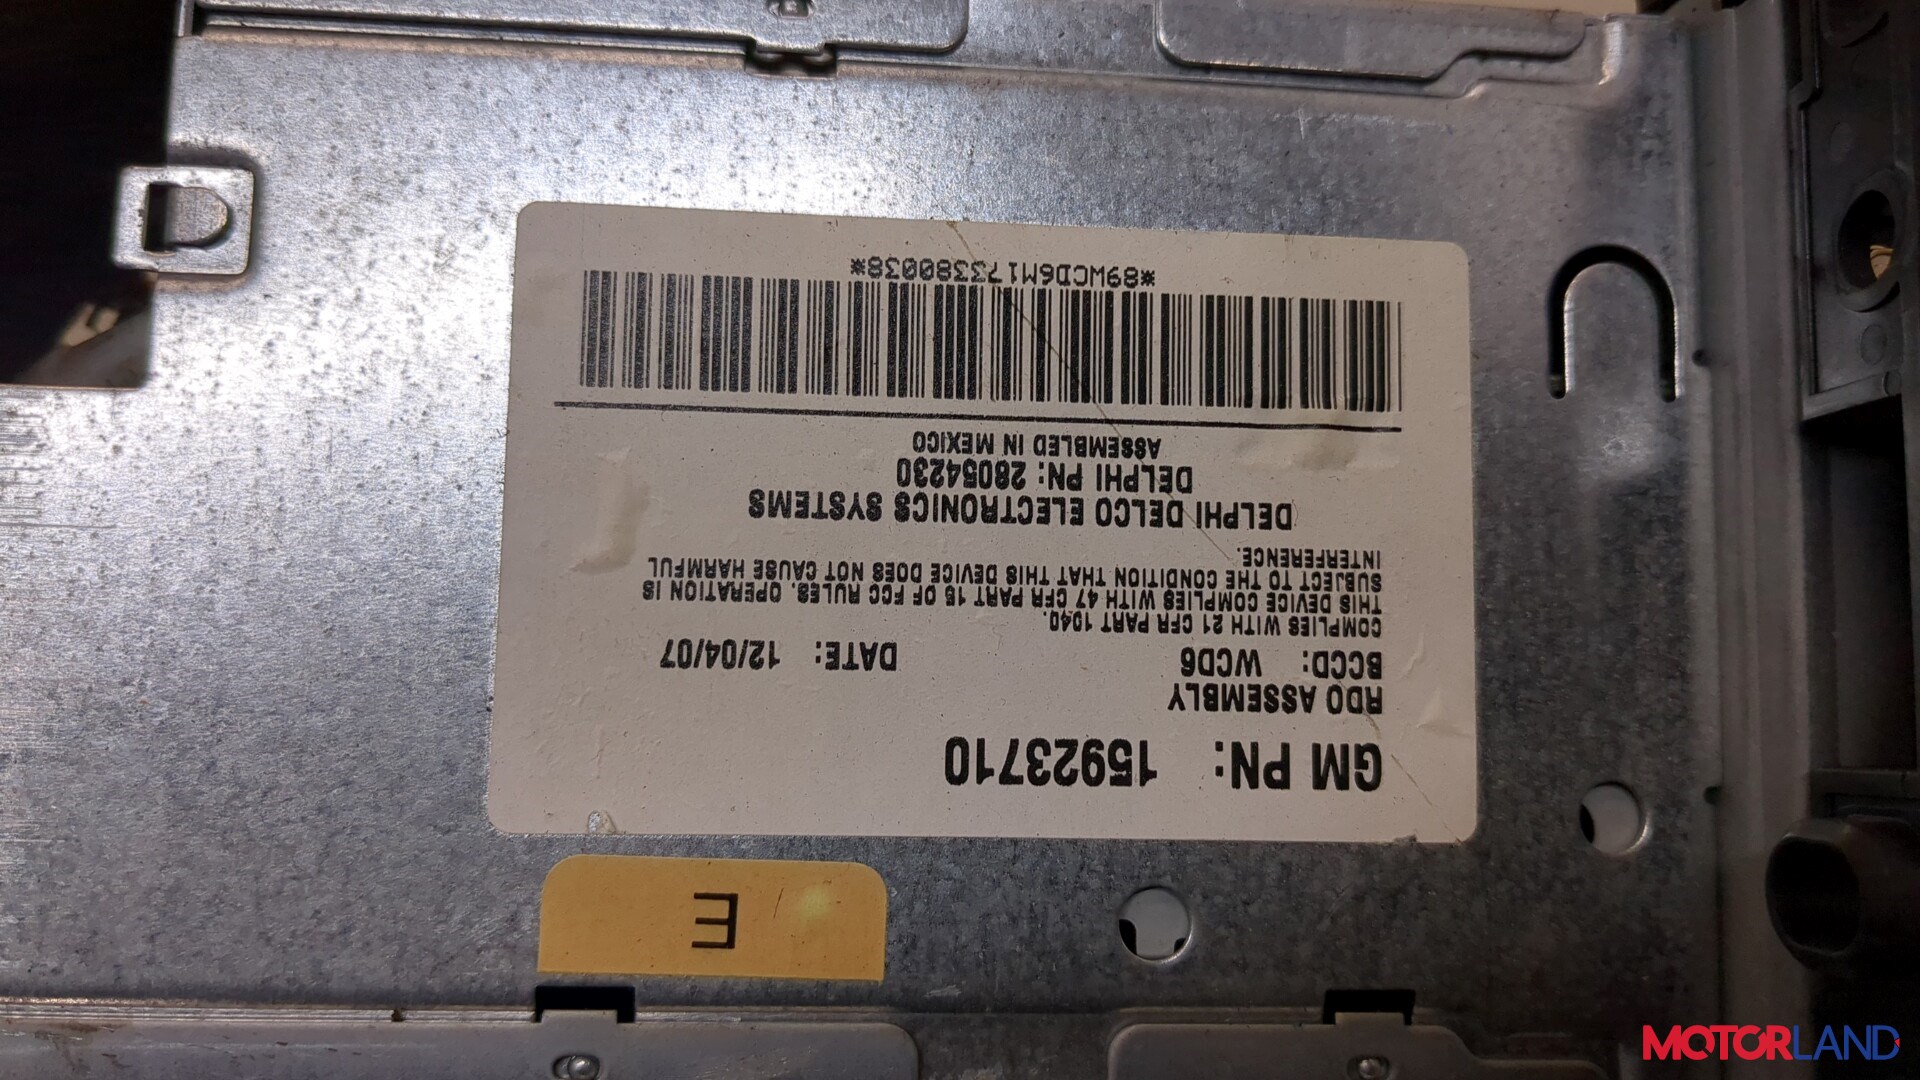 GM PN: 15923710
RDO ASSEMBLY
BCCD: WCD6 DATE: 12/04/07
COMPLIES WITH 21 CFR PART 1040.
THIS DEVICE COMPLIES WITH 47 CFR PART 15 OF FCC RULES. OPERATION IS
SUBJECT TO THE CONDITION THAT THIS DEVICE DOES NOT CAUSE HARMFUL
INTERFERENCE.
DELPHI DELCO ELECTRONICS SYSTEMS
DELPHI PN: 28054230
ASSEMBLED IN MEXICO
*89WCD6M173380038*
E
MOTORLAND